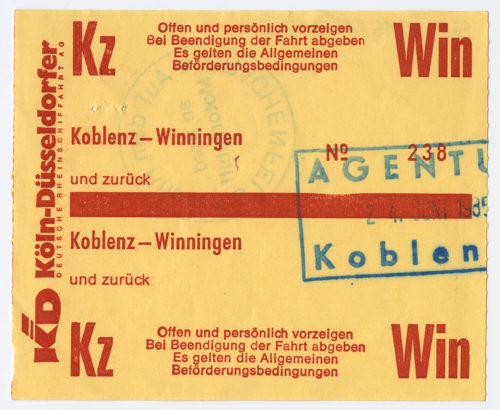 Kz
Offen und persönlich vorzeigen
Bei Beendigung der Fahrt abgeben
Es gelten die Allgemeinen
Beförderungsbedingungen
Win
KD Köln-Düsseldorfer
DEUTSCHE RHEINSCHIFFAHRT AG
Koblenz – Winningen
und zurück
Nº 238
AGENTU
1985
Koblen
Koblenz – Winningen
und zurück
Kz
Offen und persönlich vorzeigen
Bei Beendigung der Fahrt abgeben
Es gelten die Allgemeinen
Beförderungsbedingungen
Win